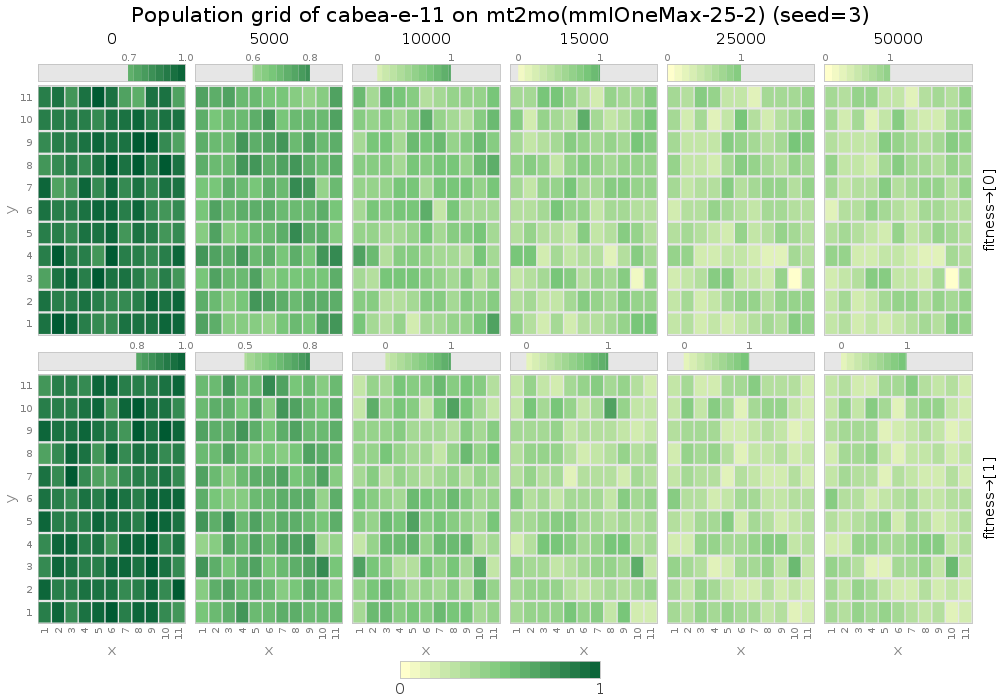 Population grid of cabea-e-11 on mt2mo(mmIOneMax-25-2) (seed=3)
0 5000 10000 15000 25000 50000
0.7 1.0 0.6 0.8 0 1 0 1 0 1 0 1
11
10
9
8
7
6
5
4
3
2
1
y
fitness→[0]
0.8 1.0 0.5 0.8 0 1 0 1 0 1 0 1
11
10
9
8
7
6
5
4
3
2
1
y
fitness→[1]
1 2 3 4 5 6 7 8 9 10 11 1 2 3 4 5 6 7 8 9 10 11 1 2 3 4 5 6 7 8 9 10 11 1 2 3 4 5 6 7 8 9 10 11 1 2 3 4 5 6 7 8 9 10 11 1 2 3 4 5 6 7 8 9 10 11
x x x x x x
0 1